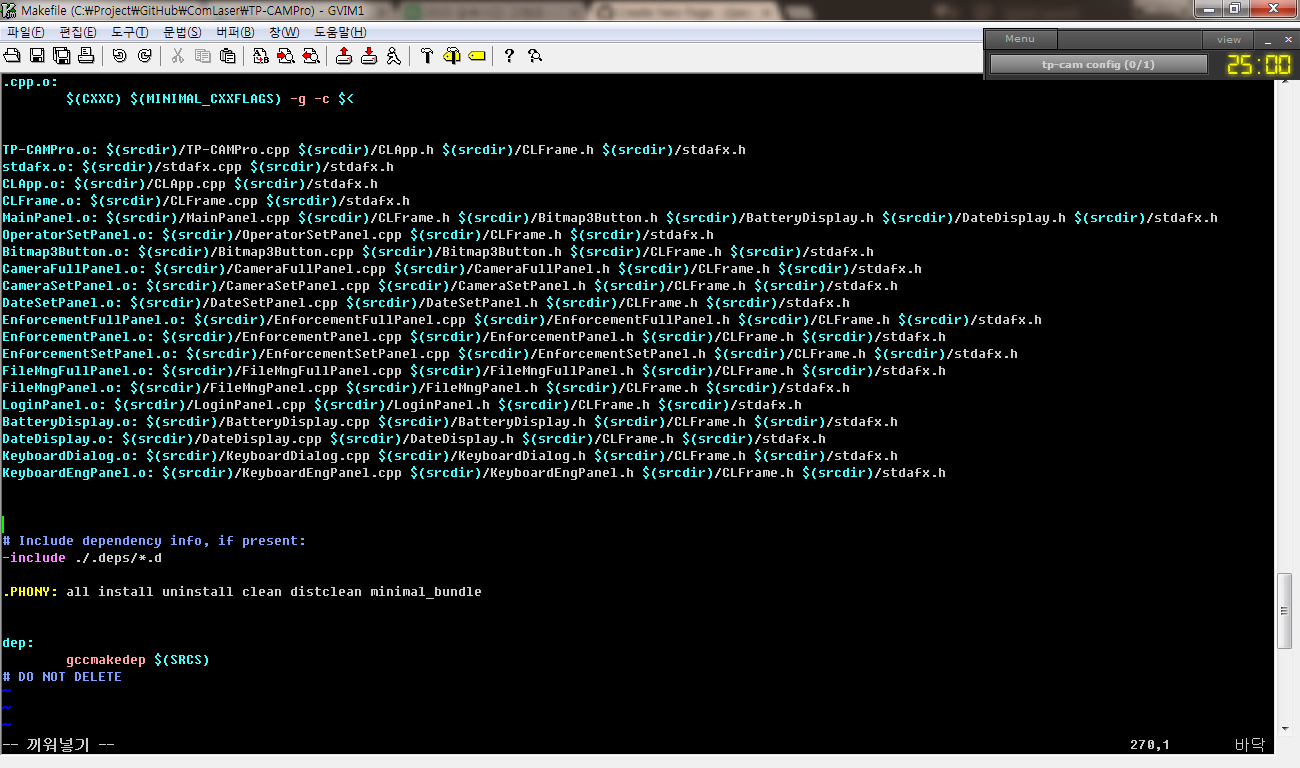 Makefile (C:₩Project₩GitHub₩ComLaser₩TP-CAMPro) - GVIM1
파일(F) 편집(E) 도구(T) 문법(S) 버퍼(B) 창(W) 도움말(H)
Menu view
tp-cam config (0/1) 25:00
.cpp.o:
$(CXXC) $(MINIMAL_CXXFLAGS) -g -c $<
TP-CAMPro.o: $(srcdir)/TP-CAMPro.cpp $(srcdir)/CLApp.h $(srcdir)/CLFrame.h $(srcdir)/stdafx.h
stdafx.o: $(srcdir)/stdafx.cpp $(srcdir)/stdafx.h
CLApp.o: $(srcdir)/CLApp.cpp $(srcdir)/stdafx.h
CLFrame.o: $(srcdir)/CLFrame.cpp $(srcdir)/stdafx.h
MainPanel.o: $(srcdir)/MainPanel.cpp $(srcdir)/CLFrame.h $(srcdir)/Bitmap3Button.h $(srcdir)/BatteryDisplay.h $(srcdir)/DateDisplay.h $(srcdir)/stdafx.h
OperatorSetPanel.o: $(srcdir)/OperatorSetPanel.cpp $(srcdir)/CLFrame.h $(srcdir)/stdafx.h
Bitmap3Button.o: $(srcdir)/Bitmap3Button.cpp $(srcdir)/Bitmap3Button.h $(srcdir)/CLFrame.h $(srcdir)/stdafx.h
CameraFullPanel.o: $(srcdir)/CameraFullPanel.cpp $(srcdir)/CameraFullPanel.h $(srcdir)/CLFrame.h $(srcdir)/stdafx.h
CameraSetPanel.o: $(srcdir)/CameraSetPanel.cpp $(srcdir)/CameraSetPanel.h $(srcdir)/CLFrame.h $(srcdir)/stdafx.h
DateSetPanel.o: $(srcdir)/DateSetPanel.cpp $(srcdir)/DateSetPanel.h $(srcdir)/CLFrame.h $(srcdir)/stdafx.h
EnforcementFullPanel.o: $(srcdir)/EnforcementFullPanel.cpp $(srcdir)/EnforcementFullPanel.h $(srcdir)/CLFrame.h $(srcdir)/stdafx.h
EnforcementPanel.o: $(srcdir)/EnforcementPanel.cpp $(srcdir)/EnforcementPanel.h $(srcdir)/CLFrame.h $(srcdir)/stdafx.h
EnforcementSetPanel.o: $(srcdir)/EnforcementSetPanel.cpp $(srcdir)/EnforcementSetPanel.h $(srcdir)/CLFrame.h $(srcdir)/stdafx.h
FileMngFullPanel.o: $(srcdir)/FileMngFullPanel.cpp $(srcdir)/FileMngFullPanel.h $(srcdir)/CLFrame.h $(srcdir)/stdafx.h
FileMngPanel.o: $(srcdir)/FileMngPanel.cpp $(srcdir)/FileMngPanel.h $(srcdir)/CLFrame.h $(srcdir)/stdafx.h
LoginPanel.o: $(srcdir)/LoginPanel.cpp $(srcdir)/LoginPanel.h $(srcdir)/CLFrame.h $(srcdir)/stdafx.h
BatteryDisplay.o: $(srcdir)/BatteryDisplay.cpp $(srcdir)/BatteryDisplay.h $(srcdir)/CLFrame.h $(srcdir)/stdafx.h
DateDisplay.o: $(srcdir)/DateDisplay.cpp $(srcdir)/DateDisplay.h $(srcdir)/CLFrame.h $(srcdir)/stdafx.h
KeyboardDialog.o: $(srcdir)/KeyboardDialog.cpp $(srcdir)/KeyboardDialog.h $(srcdir)/CLFrame.h $(srcdir)/stdafx.h
KeyboardEngPanel.o: $(srcdir)/KeyboardEngPanel.cpp $(srcdir)/KeyboardEngPanel.h $(srcdir)/CLFrame.h $(srcdir)/stdafx.h
# Include dependency info, if present:
-include ./.deps/*.d
.PHONY: all install uninstall clean distclean minimal_bundle
dep:
gccmakedep $(SRCS)
# DO NOT DELETE
~
~
~
-- 끼워넣기 -- 270,1 바닥